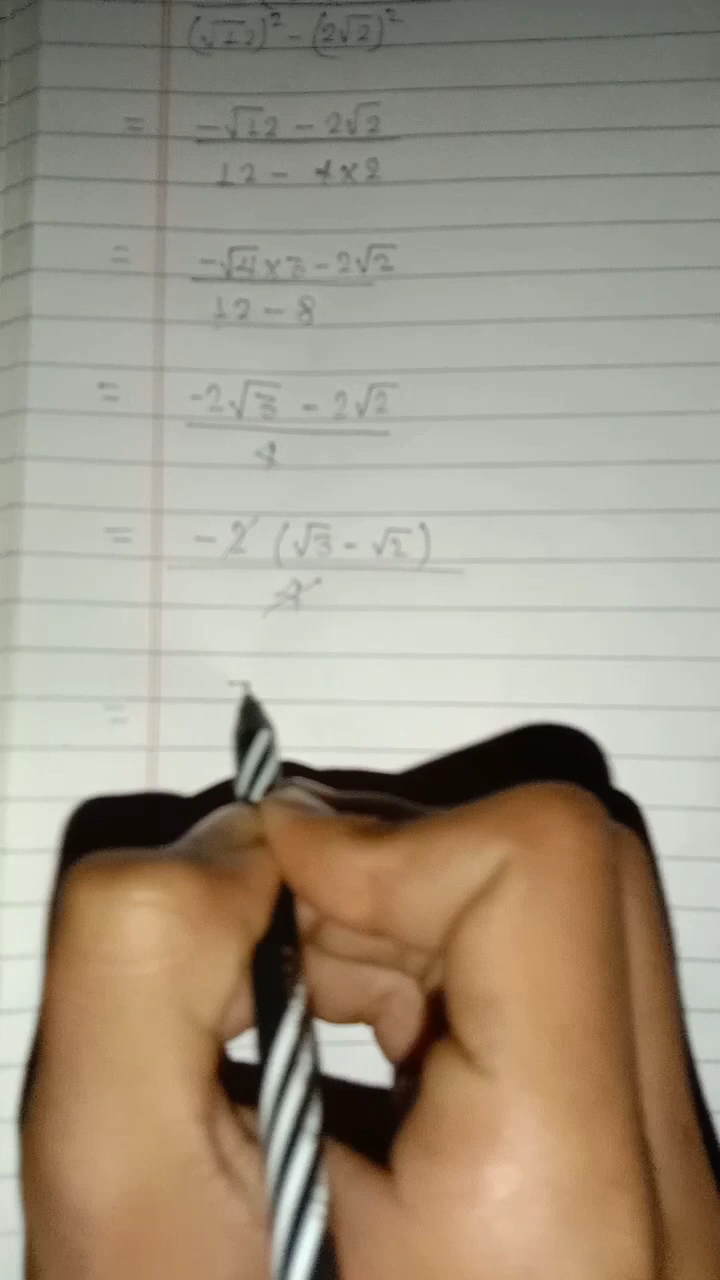 (√12)² - (2√2)²
= -√12 - 2√2
12 - 4×2
= -√4×3 - 2√2
12 - 8
= -2√3 - 2√2
4
= -2 (√3 - √2)
4
= -